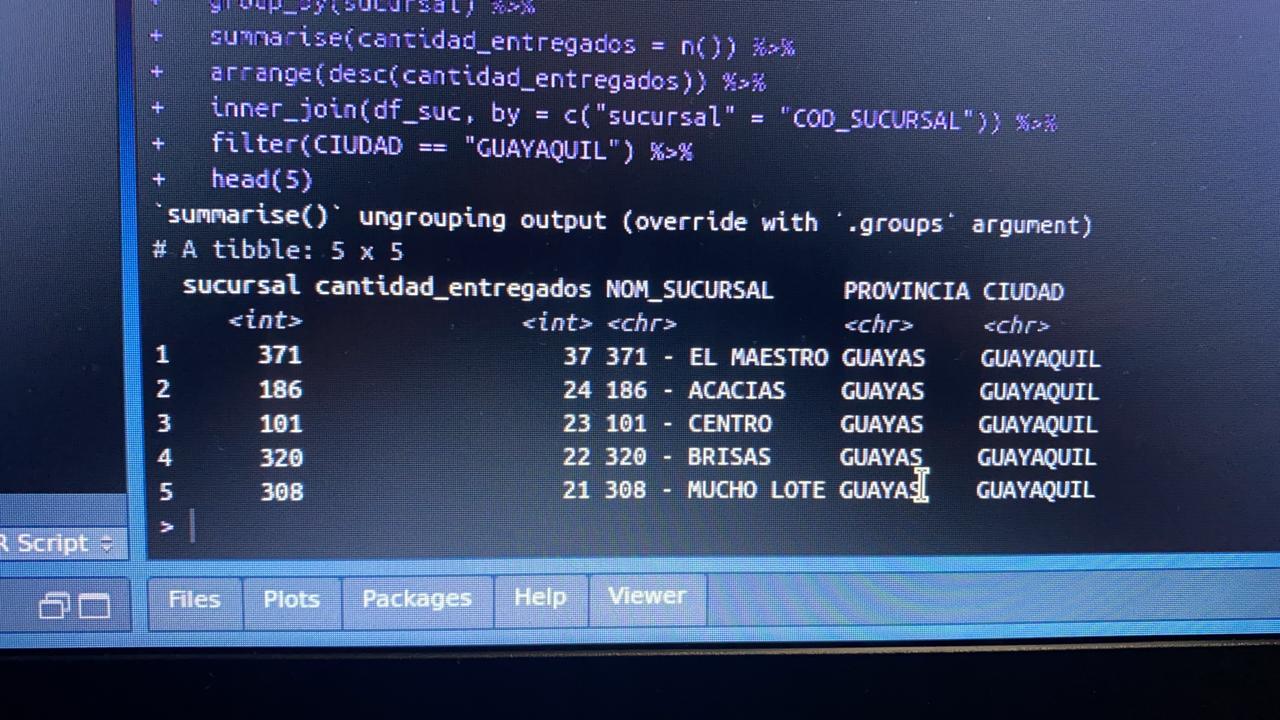 +   group_by(sucursal) %>%
+   summarise(cantidad_entregados = n()) %>%
+   arrange(desc(cantidad_entregados)) %>%
+   inner_join(df_suc, by = c("sucursal" = "COD_SUCURSAL")) %>%
+   filter(CIUDAD == "GUAYAQUIL") %>%
+   head(5)
`summarise()` ungrouping output (override with `.groups` argument)
# A tibble: 5 x 5
  sucursal cantidad_entregados NOM_SUCURSAL     PROVINCIA CIUDAD
     <int>               <int> <chr>            <chr>     <chr>
1      371                  37 371 - EL MAESTRO GUAYAS    GUAYAQUIL
2      186                  24 186 - ACACIAS    GUAYAS    GUAYAQUIL
3      101                  23 101 - CENTRO     GUAYAS    GUAYAQUIL
4      320                  22 320 - BRISAS     GUAYAS    GUAYAQUIL
5      308                  21 308 - MUCHO LOTE GUAYAS    GUAYAQUIL
>
R Script
Files Plots Packages Help Viewer